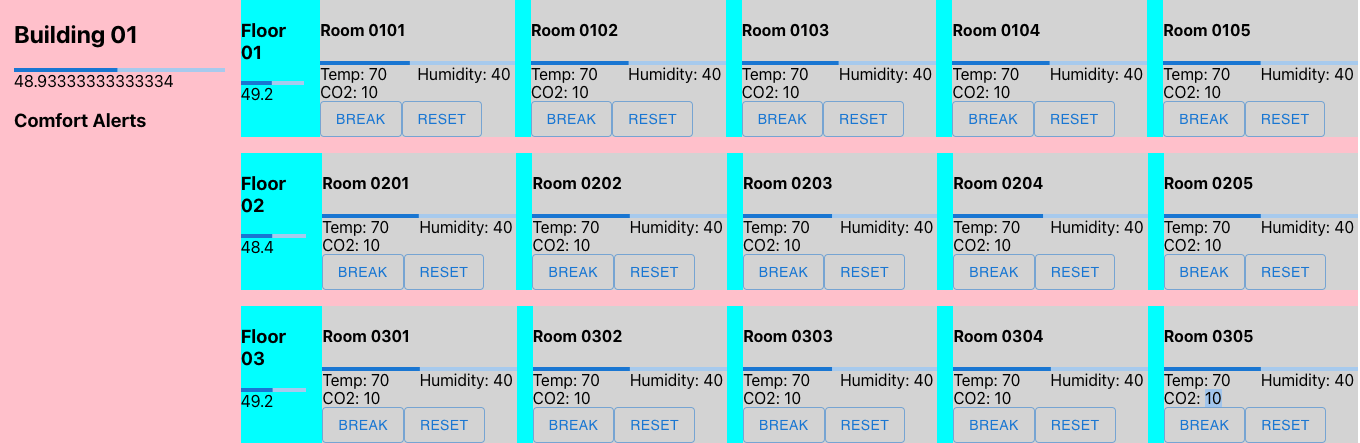 Building 01
48.93333333333334
Comfort Alerts
Floor
01
49.2
Room 0101
Temp: 70 Humidity: 40
CO2: 10
BREAK RESET
Room 0102
Temp: 70 Humidity: 40
CO2: 10
BREAK RESET
Room 0103
Temp: 70 Humidity: 40
CO2: 10
BREAK RESET
Room 0104
Temp: 70 Humidity: 40
CO2: 10
BREAK RESET
Room 0105
Temp: 70 Humidity: 40
CO2: 10
BREAK RESET
Floor
02
48.4
Room 0201
Temp: 70 Humidity: 40
CO2: 10
BREAK RESET
Room 0202
Temp: 70 Humidity: 40
CO2: 10
BREAK RESET
Room 0203
Temp: 70 Humidity: 40
CO2: 10
BREAK RESET
Room 0204
Temp: 70 Humidity: 40
CO2: 10
BREAK RESET
Room 0205
Temp: 70 Humidity: 40
CO2: 10
BREAK RESET
Floor
03
49.2
Room 0301
Temp: 70 Humidity: 40
CO2: 10
BREAK RESET
Room 0302
Temp: 70 Humidity: 40
CO2: 10
BREAK RESET
Room 0303
Temp: 70 Humidity: 40
CO2: 10
BREAK RESET
Room 0304
Temp: 70 Humidity: 40
CO2: 10
BREAK RESET
Room 0305
Temp: 70 Humidity: 40
CO2: 10
BREAK RESET